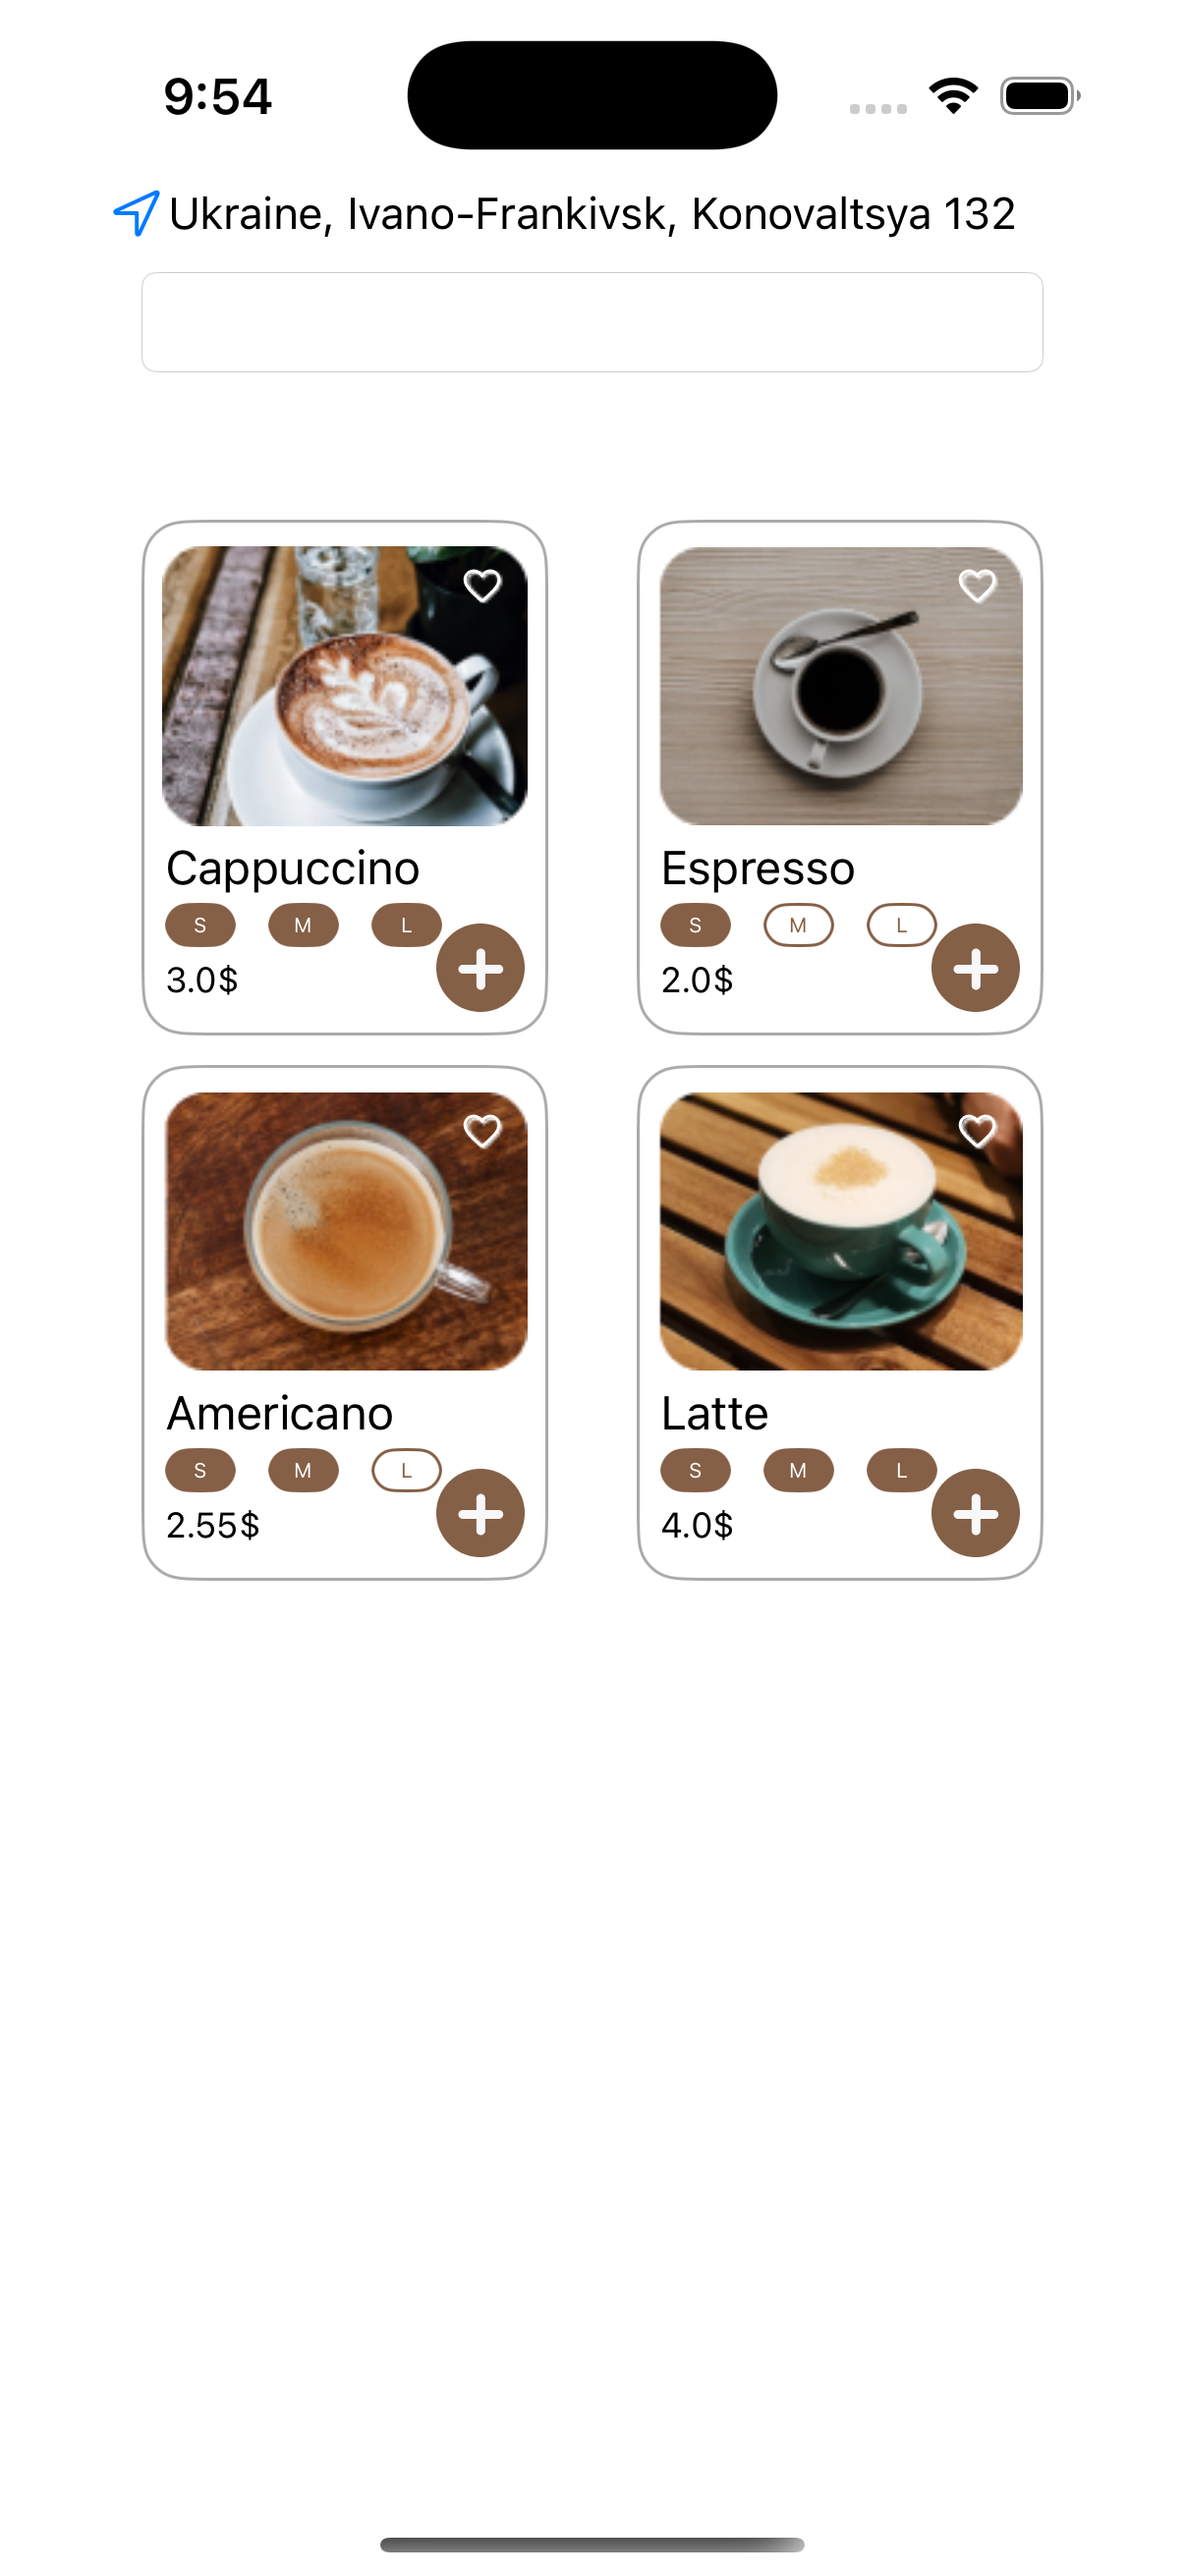 9:54
Ukraine, Ivano-Frankivsk, Konovaltsya 132
Cappuccino
S M L
3.0$
Espresso
S M L
2.0$
Americano
S M L
2.55$
Latte
S M L
4.0$